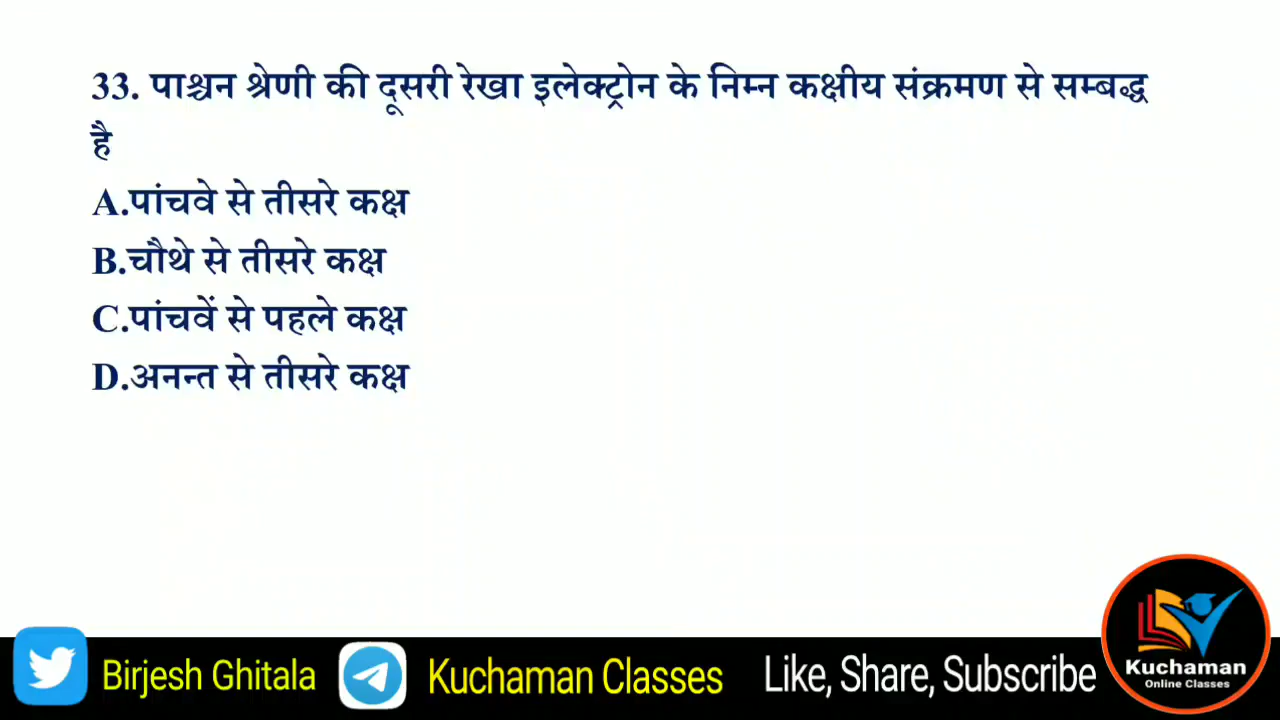 33. पाश्चन श्रेणी की दूसरी रेखा इलेक्ट्रोन के निम्न कक्षीय संक्रमण से सम्बद्ध
है
A.पांचवे से तीसरे कक्ष
B.चौथे से तीसरे कक्ष
C.पांचवें से पहले कक्ष
D.अनन्त से तीसरे कक्ष
Birjesh Ghitala
Kuchaman Classes
Like, Share, Subscribe
Kuchaman
Online Classes